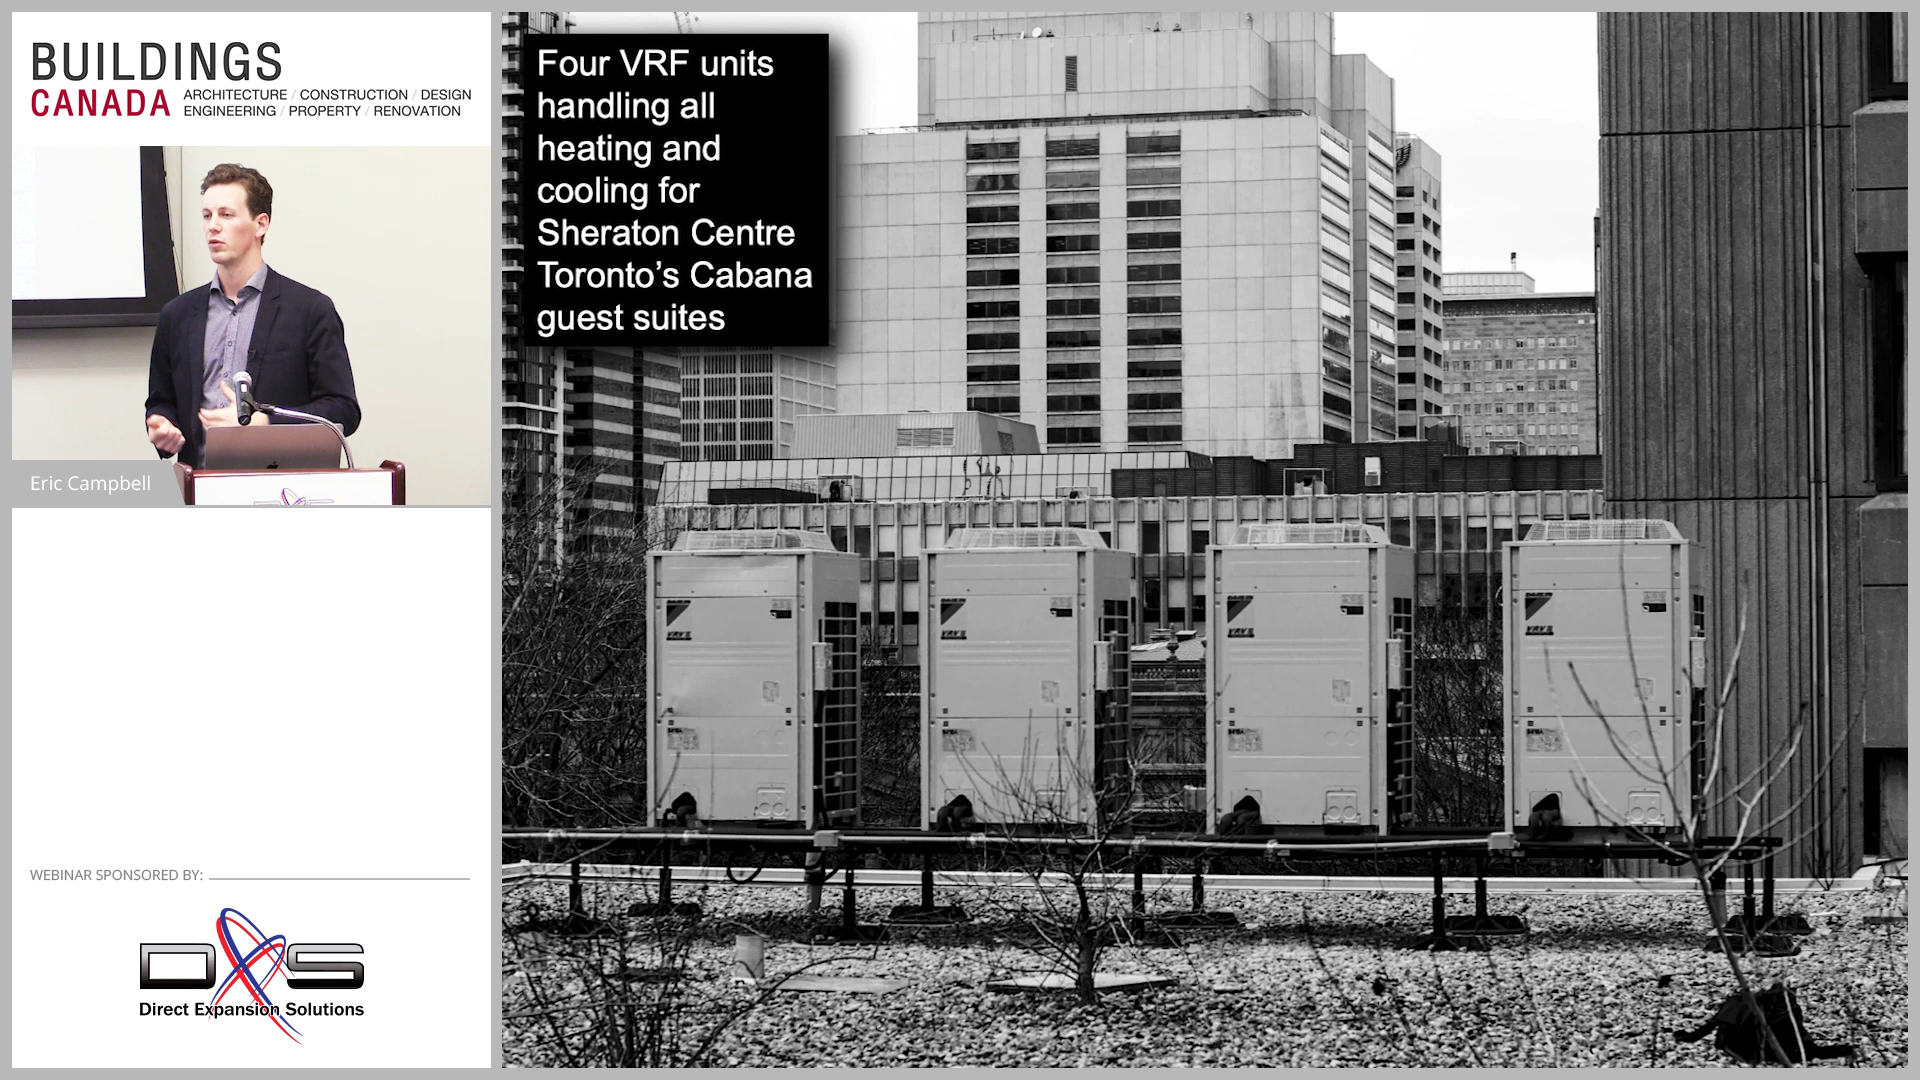 BUILDINGS
CANADA
ARCHITECTURE / CONSTRUCTION / DESIGN
ENGINEERING / PROPERTY / RENOVATION
Eric Campbell
WEBINAR SPONSORED BY:
DXS
Direct Expansion Solutions
Four VRF units
handling all
heating and
cooling for
Sheraton Centre
Toronto’s Cabana
guest suites